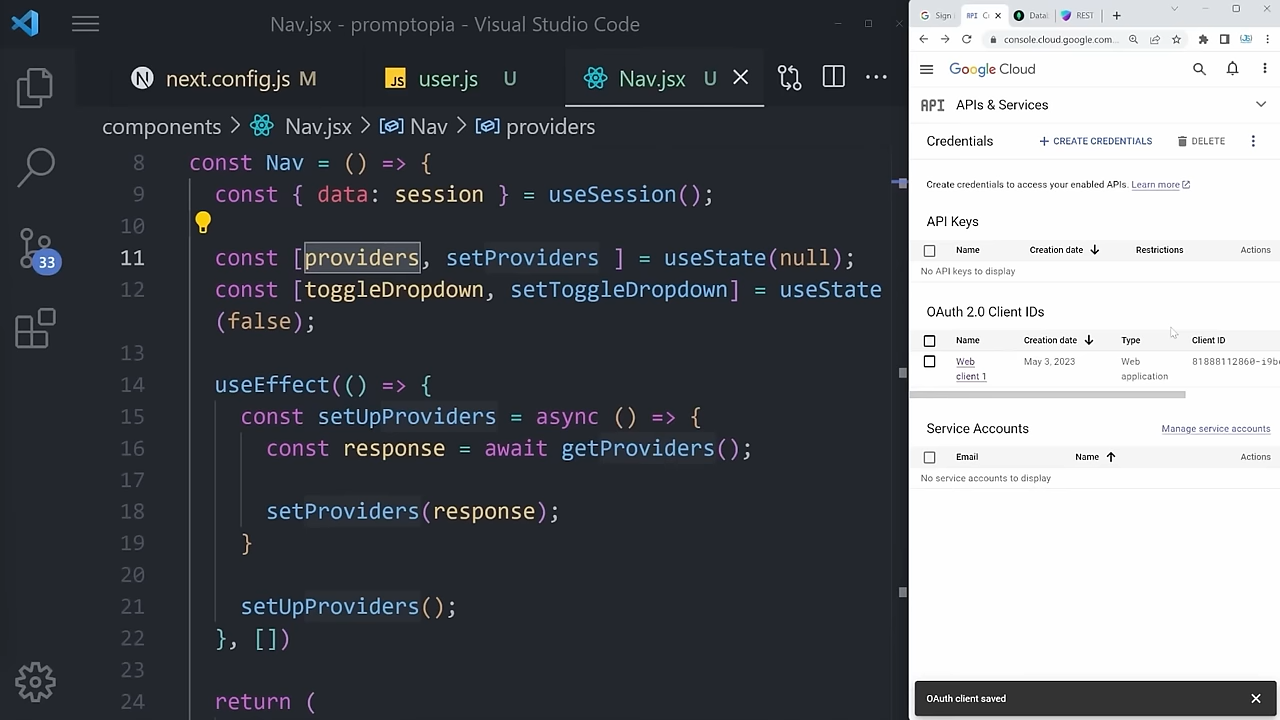 Nav.jsx - promptopia - Visual Studio Code
next.config.js M
JS user.js U
Nav.jsx U
components > Nav.jsx > Nav > providers
33
8 const Nav = () => {
9 const { data: session } = useSession();
10
11 const [providers, setProviders ] = useState(null);
12 const [toggleDropdown, setToggleDropdown] = useState
(false);
13
14 useEffect(() => {
15 const setUpProviders = async () => {
16 const response = await getProviders();
17
18 setProviders(response);
19 }
20
21 setUpProviders();
22 }, [])
23
24 return (
Sign
API C
Datal
REST
console.cloud.google.com...
Google Cloud
API APIs & Services
Credentials + CREATE CREDENTIALS DELETE
Create credentials to access your enabled APIs. Learn more
API Keys
Name Creation date Restrictions Actions
No API keys to display
OAuth 2.0 Client IDs
Name Creation date Type Client ID
Web client 1 May 3, 2023 Web application
Service Accounts Manage service accounts
Email Name Actions
No service accounts to display
OAuth client saved